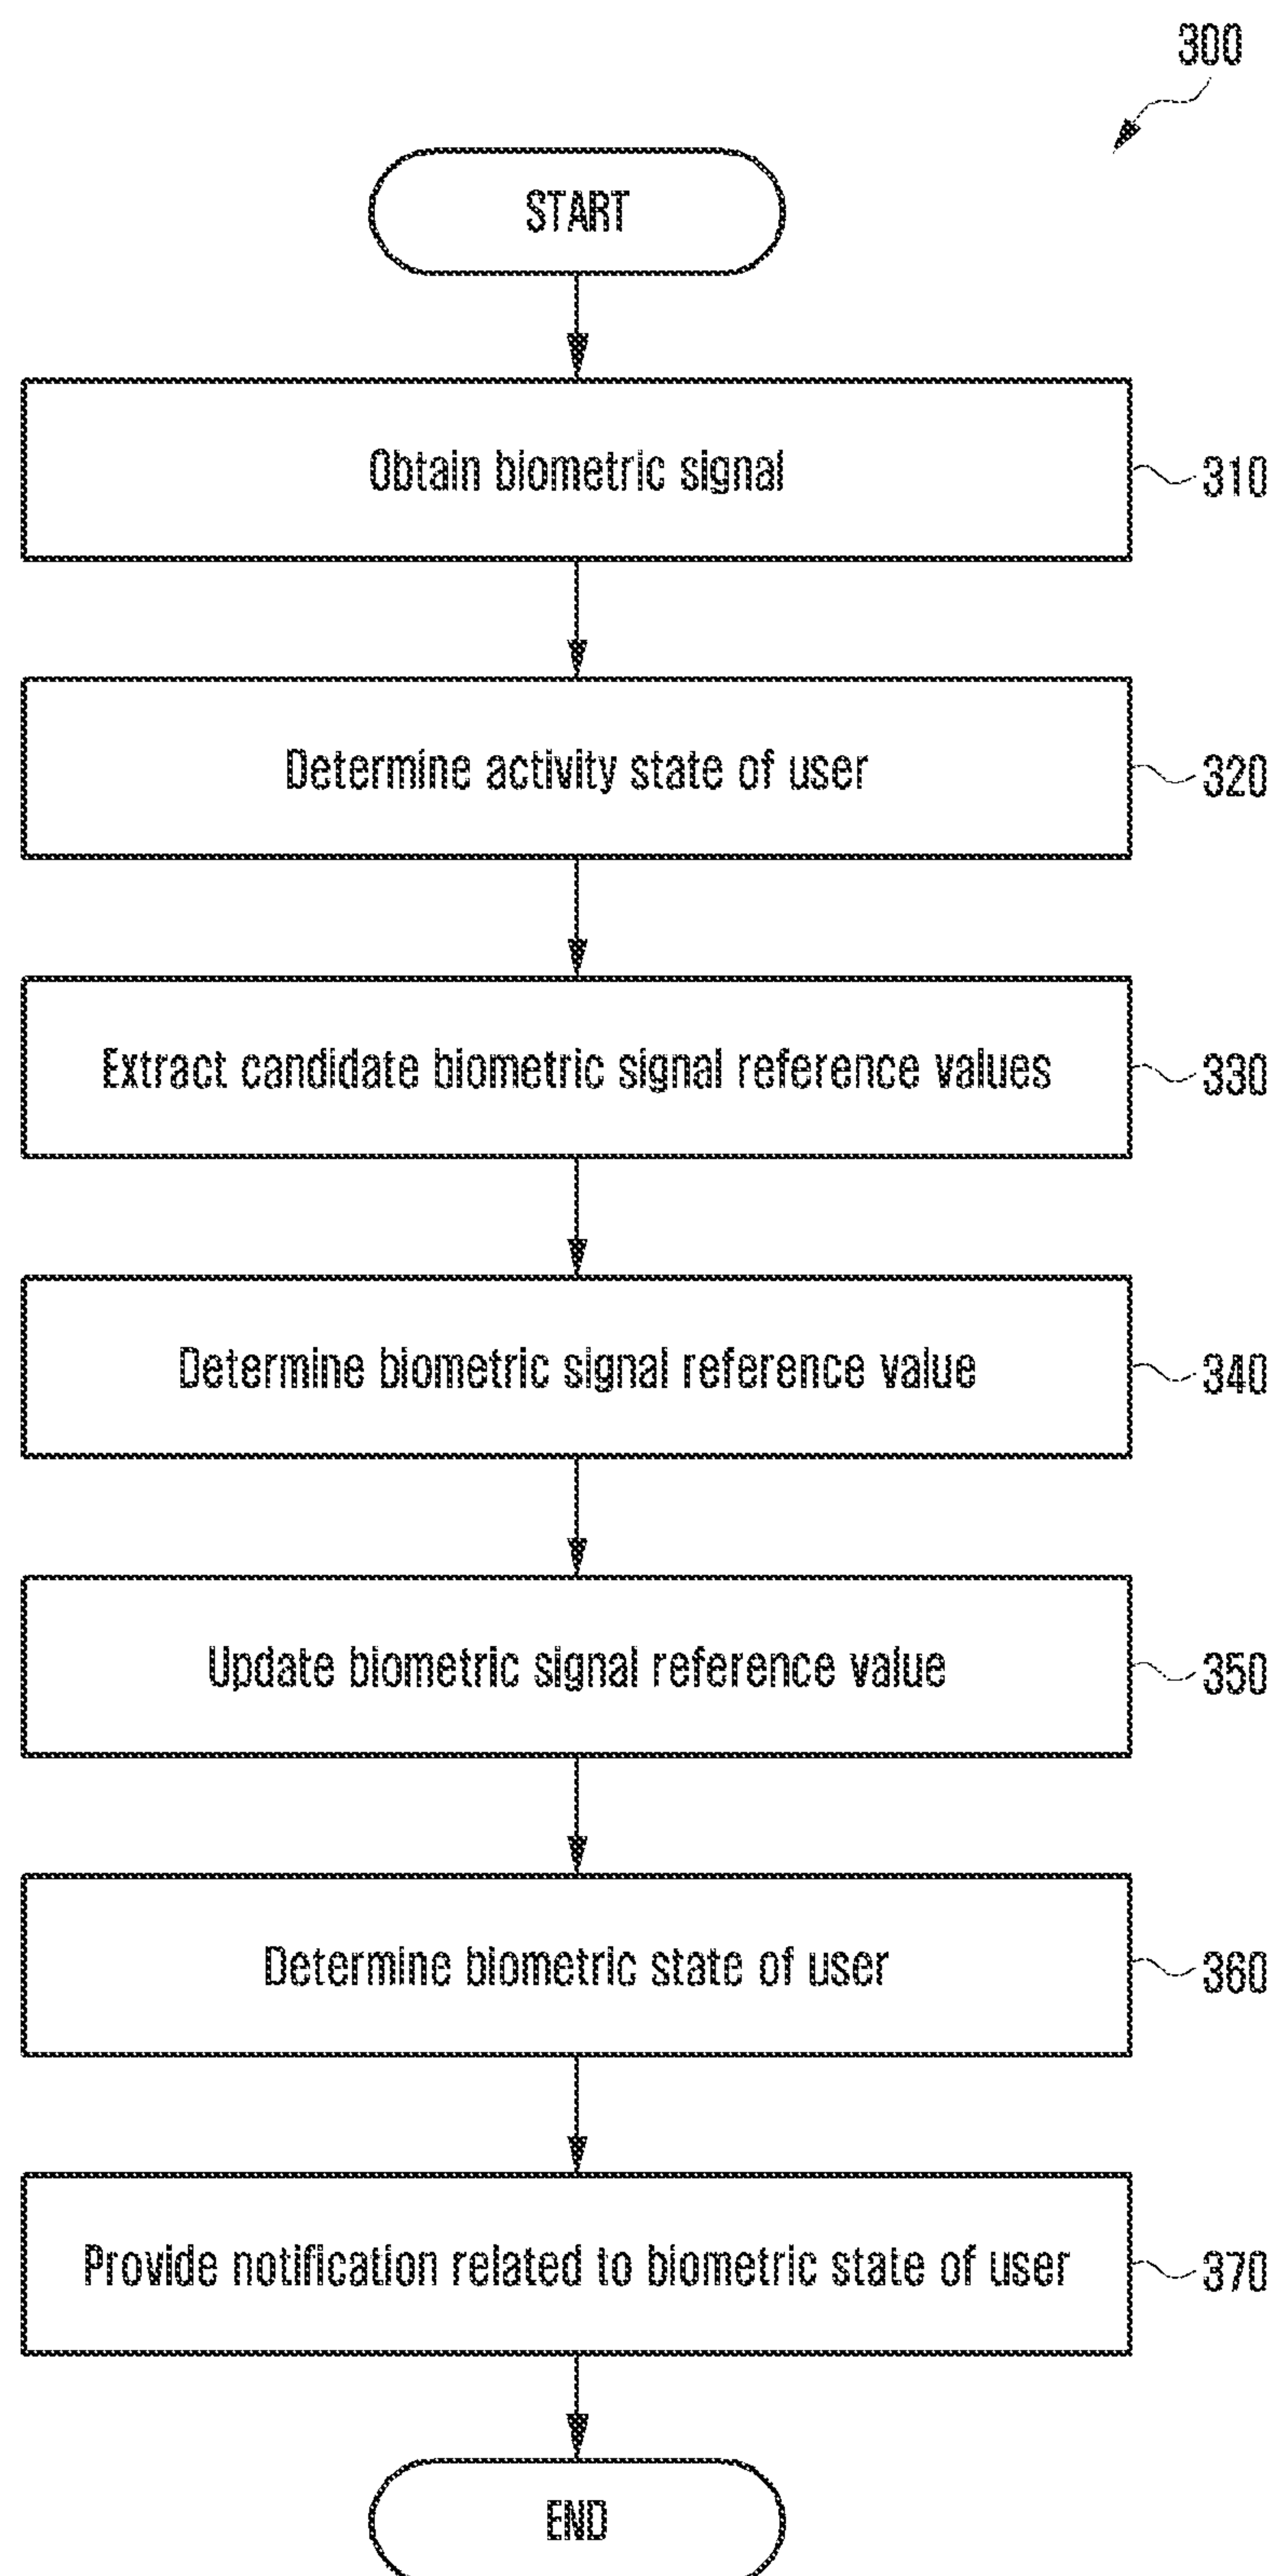 300
START
Obtain biometric signal
310
Determine activity state of user
320
Extract candidate biometric signal reference values
330
Determine biometric signal reference value
340
Update biometric signal reference value
350
Determine biometric state of user
360
Provide notification related to biometric state of user
370
END